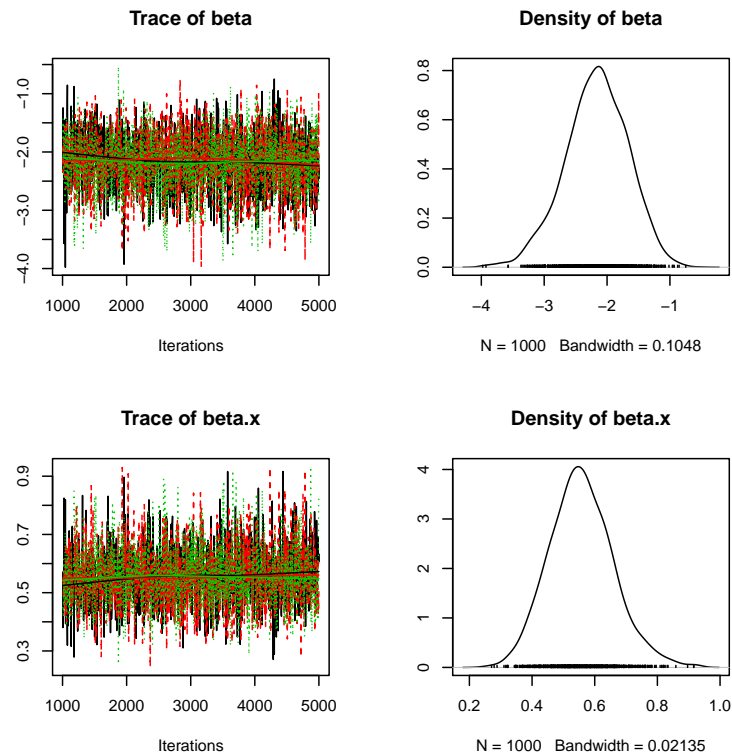 Trace of beta
−1.0
−2.0
−3.0
−4.0
1000 2000 3000 4000 5000
Iterations
Density of beta
0.8
0.6
0.4
0.2
0.0
−4 −3 −2 −1
N = 1000 Bandwidth = 0.1048
Trace of beta.x
0.9
0.7
0.5
0.3
1000 2000 3000 4000 5000
Iterations
Density of beta.x
4
3
2
1
0
0.2 0.4 0.6 0.8 1.0
N = 1000 Bandwidth = 0.02135